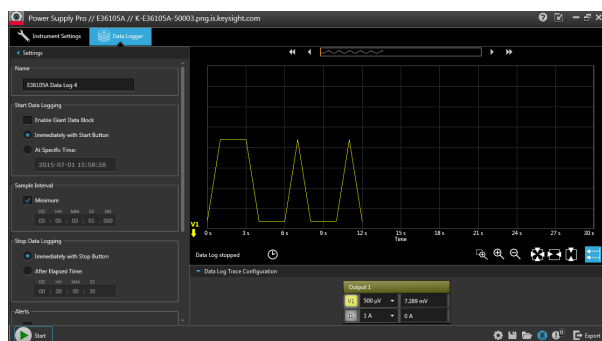 Power Supply Pro // E36105A // K-E36105A-50003.png.is.keysight.com
Instrument Settings
Data Logger
Settings
Name
E36105A Data Log 4
Start Data Logging
Enable Giant Data Block
Immediately with Start Button
At Specific Time:
2015-07-01 15:58:58
Sample Interval
Minimum
DD HH MM SS ML
00 : 00 : 00 : 01 . 000
Stop Data Logging
Immediately with Stop Button
After Elapsed Time:
DD HH MM SS
00 : 00 : 00 : 30
Alerts
Start
V1
0 s 3 s 6 s 9 s 12 s 15 s 18 s 21 s 24 s 27 s 30 s
Time
Data Log stopped
Data Log Trace Configuration
Output 1
V1 500 µV 7.389 mV
I1 1 A 0 A
0
Export